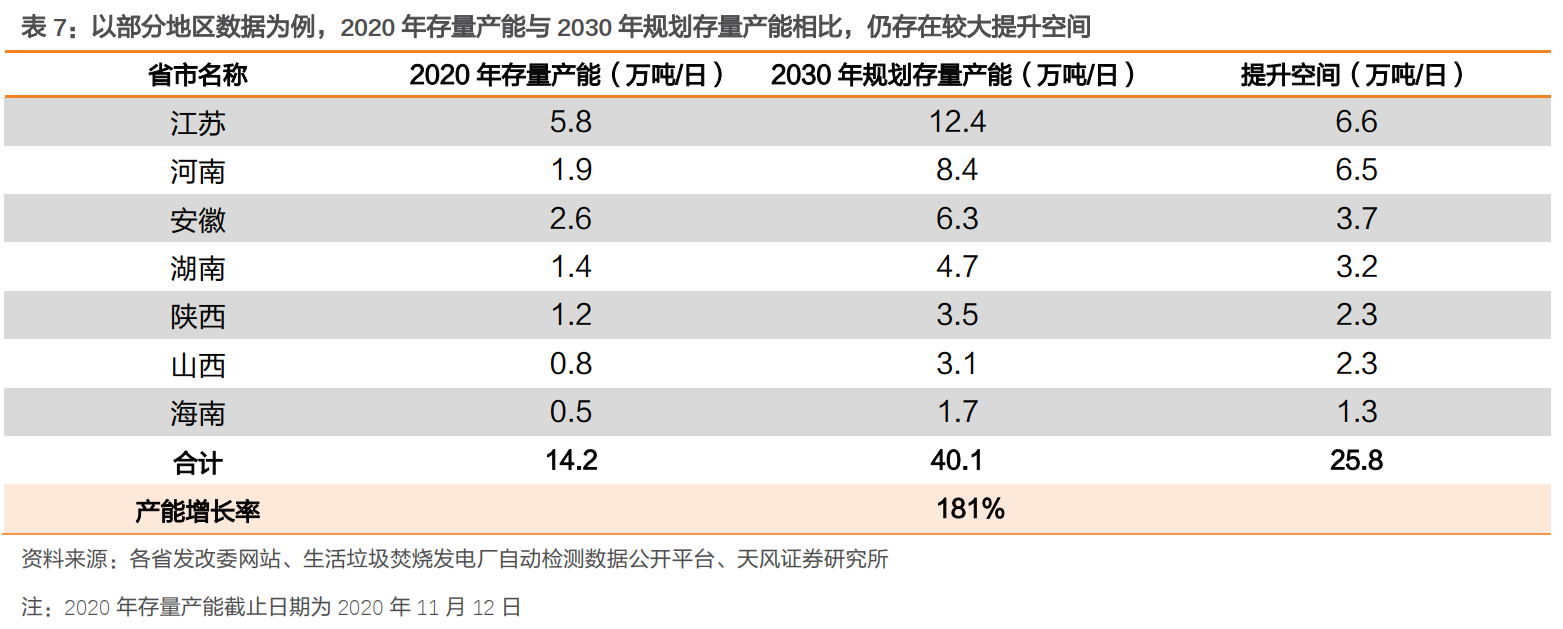 表 7：以部分地区数据为例，2020 年存量产能与 2030 年规划存量产能相比，仍存在较大提升空间
省市名称 2020 年存量产能（万吨/日） 2030 年规划存量产能（万吨/日） 提升空间（万吨/日）
江苏 5.8 12.4 6.6
河南 1.9 8.4 6.5
安徽 2.6 6.3 3.7
湖南 1.4 4.7 3.2
陕西 1.2 3.5 2.3
山西 0.8 3.1 2.3
海南 0.5 1.7 1.3
合计 14.2 40.1 25.8
产能增长率 181%
资料来源：各省发改委网站、生活垃圾焚烧发电厂自动检测数据公开平台、天风证券研究所
注：2020 年存量产能截止日期为 2020 年 11 月 12 日